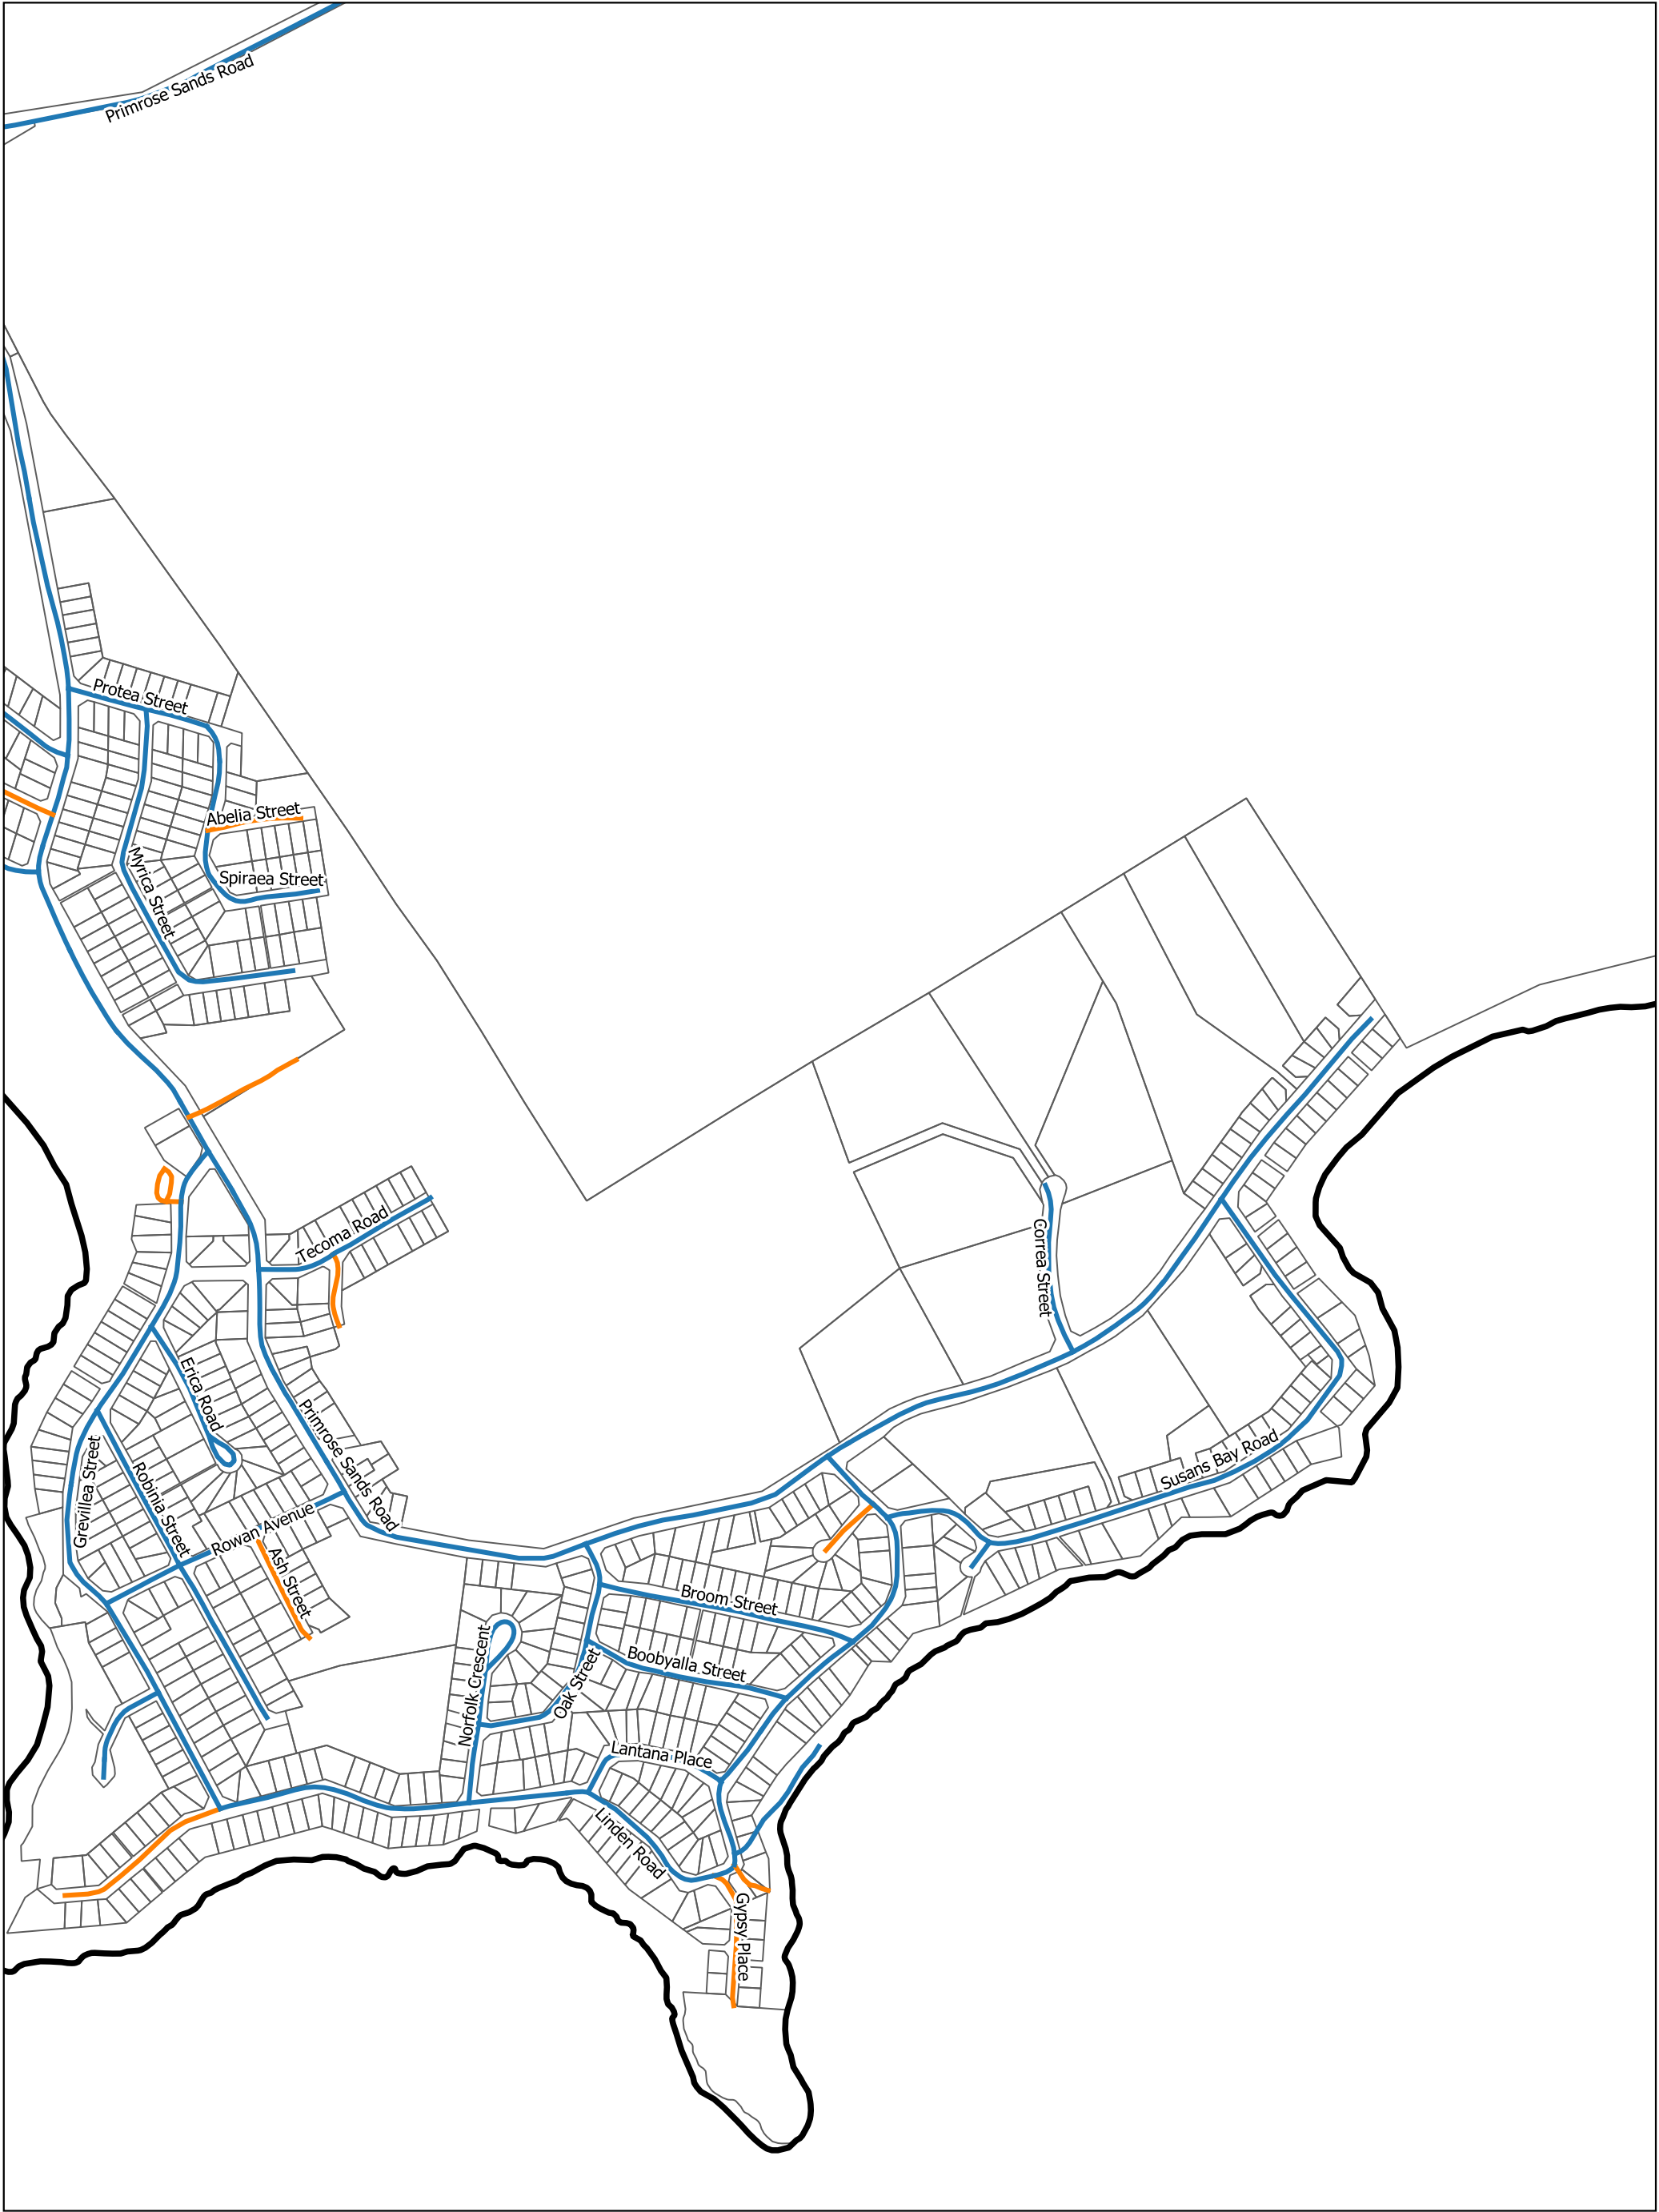 Primrose Sands Road
Protea Street
Abelia Street
Spiraea Street
Myrica Street
Tecoma Road
Correa Street
Erica Road
Primrose Sands Road
Grevillea Street
Robinia Street
Rowan Avenue
Ash Street
Susans Bay Road
Broom Street
Boobyalla Street
Norfolk Crescent
Oak Street
Lantana Place
Linden Road
Gypsy Place